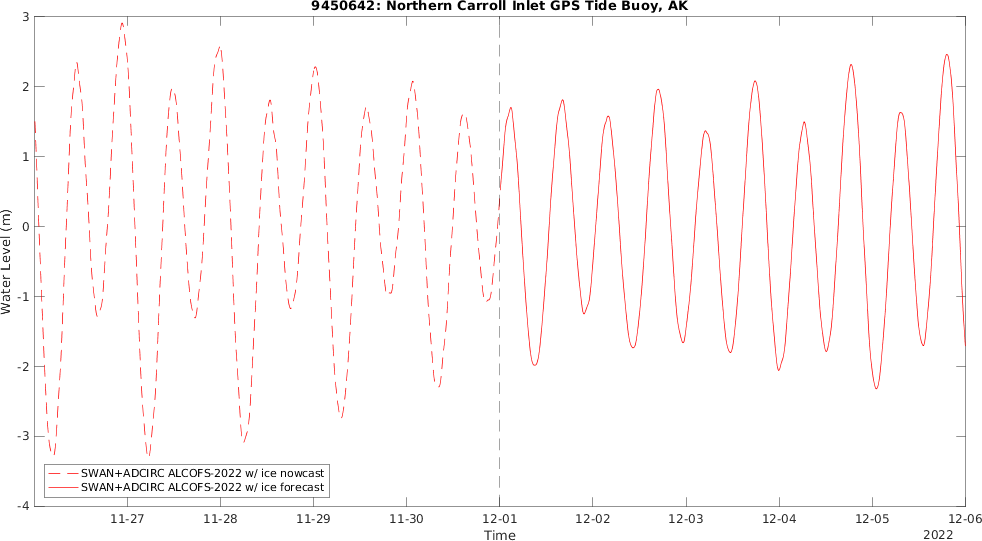 9450642: Northern Carroll Inlet GPS Tide Buoy, AK
3
2
1
0
-1
-2
-3
-4
Water Level (m)
SWAN+ADCIRC ALCOFS-2022 w/ ice nowcast
SWAN+ADCIRC ALCOFS-2022 w/ ice forecast
11-27 11-28 11-29 11-30 12-01 12-02 12-03 12-04 12-05 12-06
Time
2022